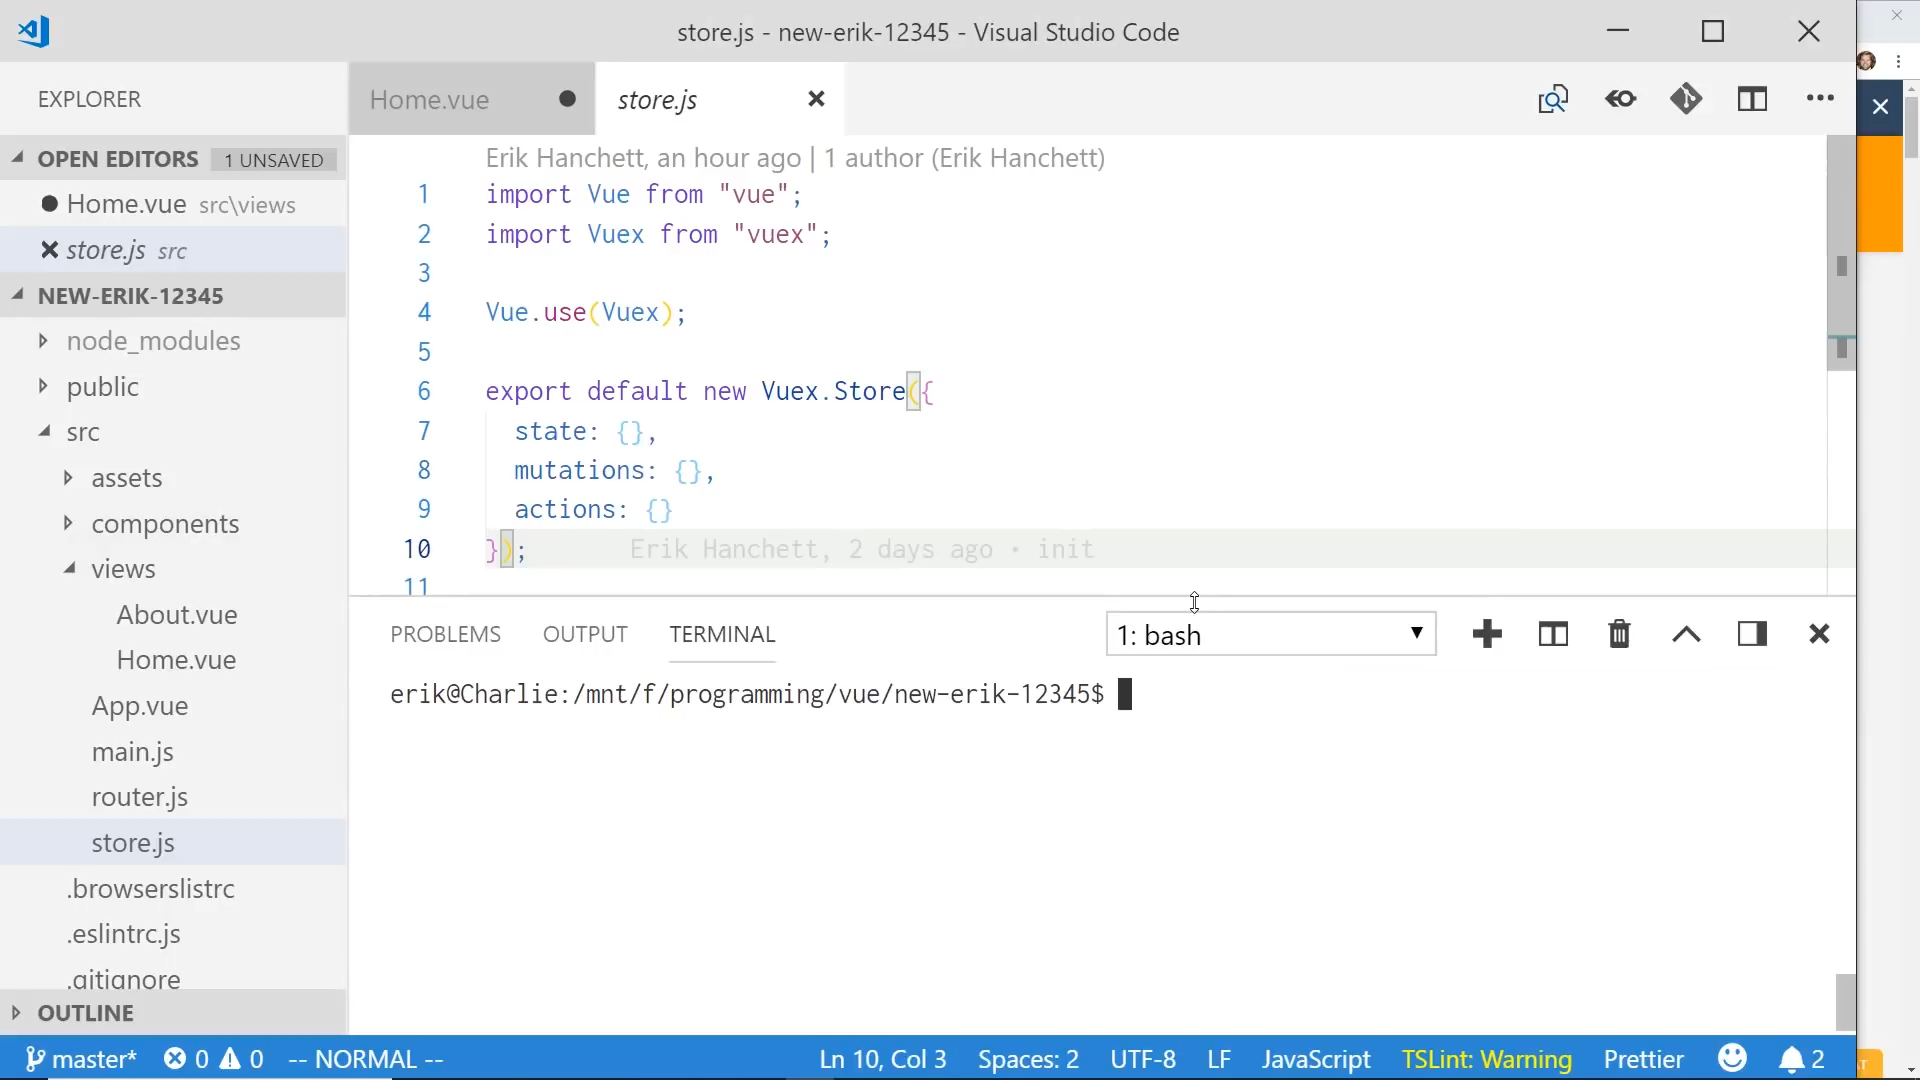 store.js - new-erik-12345 - Visual Studio Code
EXPLORER
OPEN EDITORS 1 UNSAVED
Home.vue src\views
store.js src
NEW-ERIK-12345
node_modules
public
src
assets
components
views
About.vue
Home.vue
App.vue
main.js
router.js
store.js
.browserslistrc
.eslintrc.js
.gitignore
OUTLINE
Home.vue
store.js
Erik Hanchett, an hour ago | 1 author (Erik Hanchett)
1 import Vue from "vue";
2 import Vuex from "vuex";
3
4 Vue.use(Vuex);
5
6 export default new Vuex.Store({
7 state: {},
8 mutations: {},
9 actions: {}
10 }); Erik Hanchett, 2 days ago • init
11
PROBLEMS OUTPUT TERMINAL 1: bash
erik@Charlie:/mnt/f/programming/vue/new-erik-12345$
master* 0 0 -- NORMAL -- Ln 10, Col 3 Spaces: 2 UTF-8 LF JavaScript TSLint: Warning Prettier 2